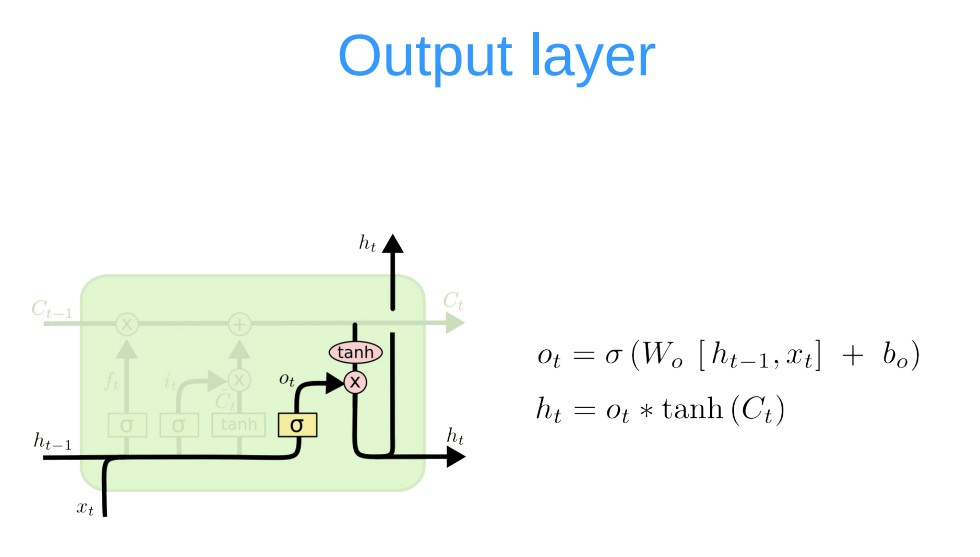 Output layer
h_t
C_{t-1}
C_t
x
+
tanh
f_t
i_t
x
o_t
x
C̃_t
σ
σ
tanh
σ
h_{t-1}
h_t
x_t
o_t = σ (W_o [h_{t-1}, x_t] + b_o)
h_t = o_t * tanh (C_t)